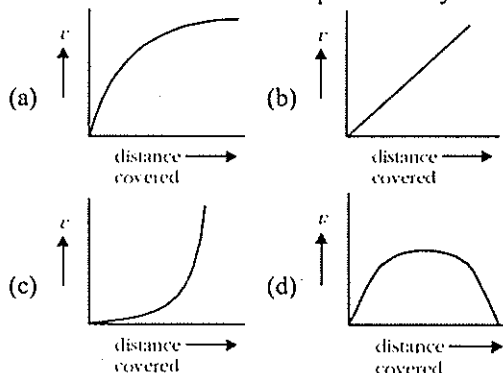 (a)
v
distance
covered
(b)
v
distance
covered
(c)
v
distance
covered
(d)
v
distance
covered